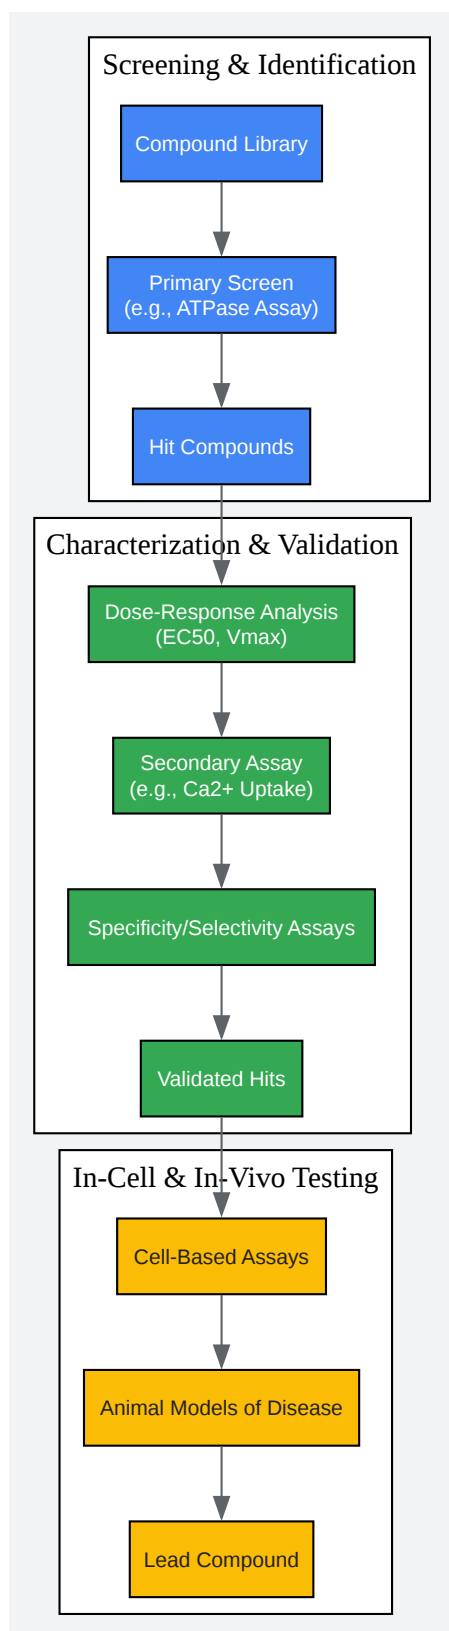 Screening & Identification
Compound Library
Primary Screen
(e.g., ATPase Assay)
Hit Compounds
Characterization & Validation
Dose-Response Analysis
(EC50, Vmax)
Secondary Assay
(e.g., Ca2+ Uptake)
Specificity/Selectivity Assays
Validated Hits
In-Cell & In-Vivo Testing
Cell-Based Assays
Animal Models of Disease
Lead Compound